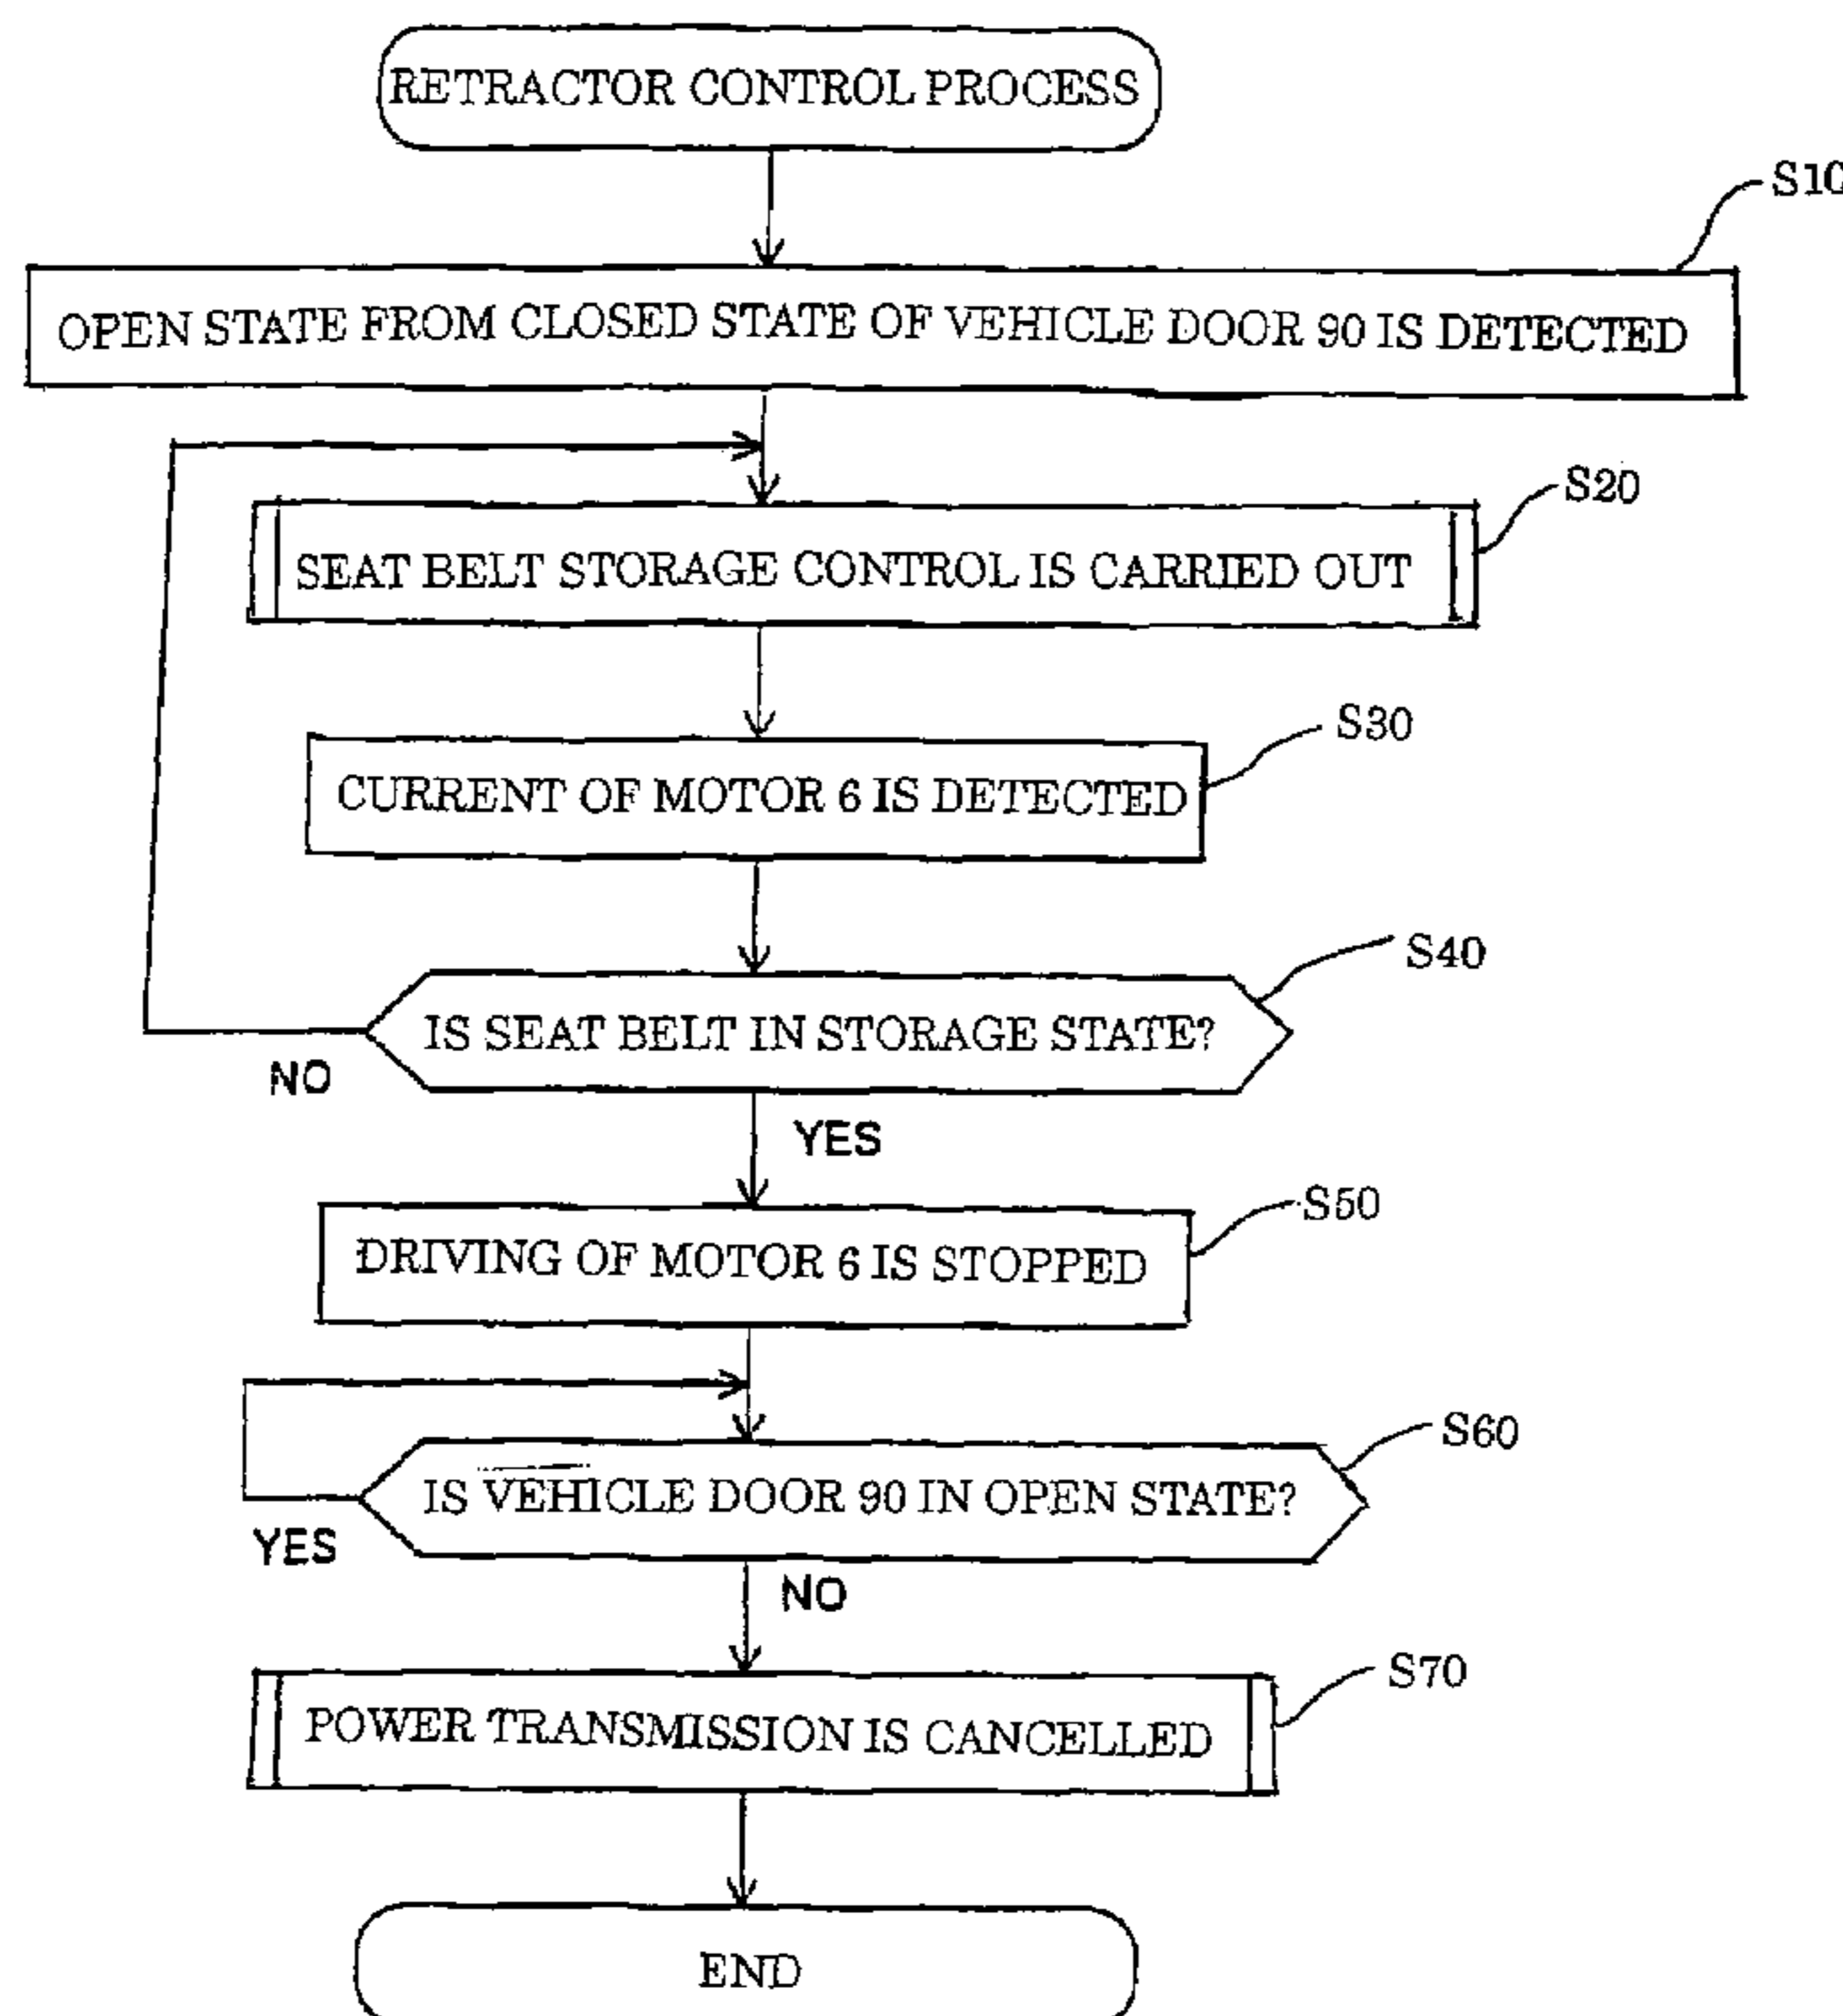 RETRACTOR CONTROL PROCESS
S10
OPEN STATE FROM CLOSED STATE OF VEHICLE DOOR 90 IS DETECTED
S20
SEAT BELT STORAGE CONTROL IS CARRIED OUT
S30
CURRENT OF MOTOR 6 IS DETECTED
S40
IS SEAT BELT IN STORAGE STATE?
NO
YES
S50
DRIVING OF MOTOR 6 IS STOPPED
S60
IS VEHICLE DOOR 90 IN OPEN STATE?
YES
NO
S70
POWER TRANSMISSION IS CANCELLED
END